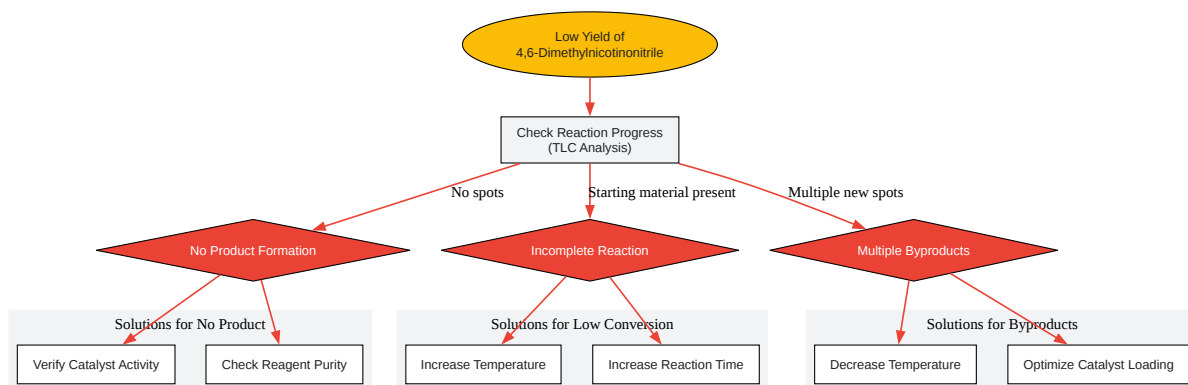 Low Yield of
4,6-Dimethylnicotinonitrile
Check Reaction Progress
(TLC Analysis)
No spots
Starting material present
Multiple new spots
No Product Formation
Incomplete Reaction
Multiple Byproducts
Solutions for No Product
Solutions for Low Conversion
Solutions for Byproducts
Verify Catalyst Activity
Check Reagent Purity
Increase Temperature
Increase Reaction Time
Decrease Temperature
Optimize Catalyst Loading